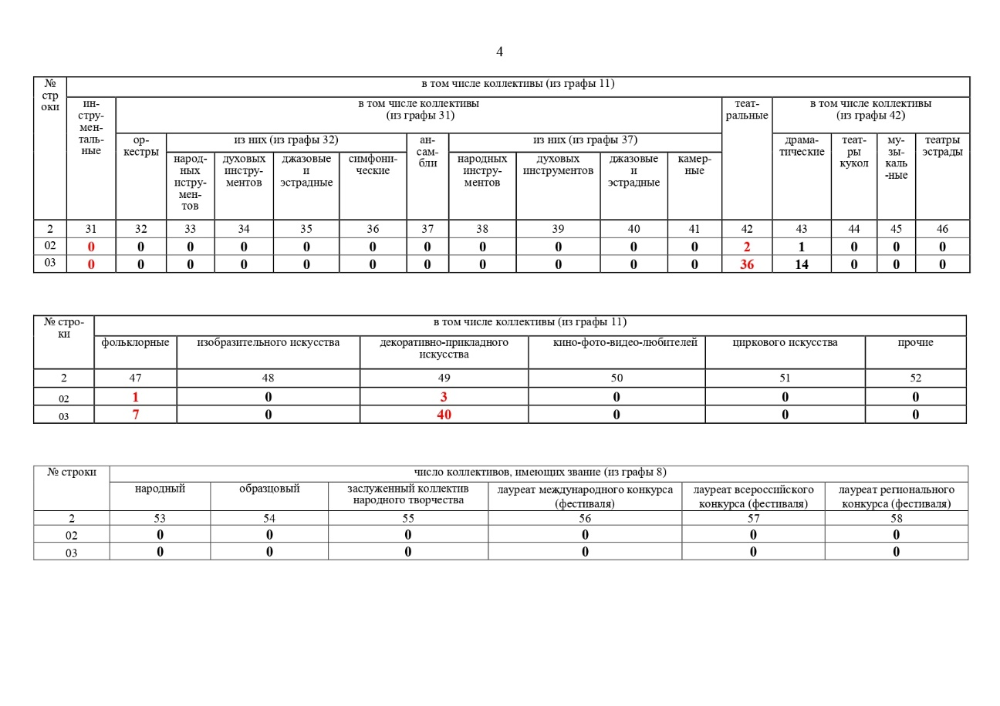 4
№
стр
оки
в том числе коллективы (из графы 11)
ин-
стру-
мен-
таль-
ные
в том числе коллективы
(из графы 31)
теат-
ральные
в том числе коллективы
(из графы 42)
ор-
кестры
из них (из графы 32)
ан-
сам-
бли
из них (из графы 37)
драма-
тические
теат-
ры
кукол
му-
зы-
каль
-ные
театры
эстрады
народ-
ных
истру-
мен-
тов
духовых
инстру-
ментов
джазовые
и
эстрадные
симфони-
ческие
народных
инстру-
ментов
духовых
инструментов
джазовые
и
эстрадные
камер-
ные
2 31 32 33 34 35 36 37 38 39 40 41 42 43 44 45 46
02 0 0 0 0 0 0 0 0 0 0 0 2 1 0 0 0
03 0 0 0 0 0 0 0 0 0 0 0 36 14 0 0 0
№ стро-
ки
в том числе коллективы (из графы 11)
фольклорные
изобразительного искусства
декоративно-прикладного
искусства
кино-фото-видео-любителей
циркового искусства
прочие
2 47 48 49 50 51 52
02 1 0 3 0 0 0
03 7 0 40 0 0 0
№ строки
число коллективов, имеющих звание (из графы 8)
народный
образцовый
заслуженный коллектив
народного творчества
лауреат международного конкурса
(фестиваля)
лауреат всероссийского
конкурса (фестиваля)
лауреат регионального
конкурса (фестиваля)
2 53 54 55 56 57 58
02 0 0 0 0 0 0
03 0 0 0 0 0 0